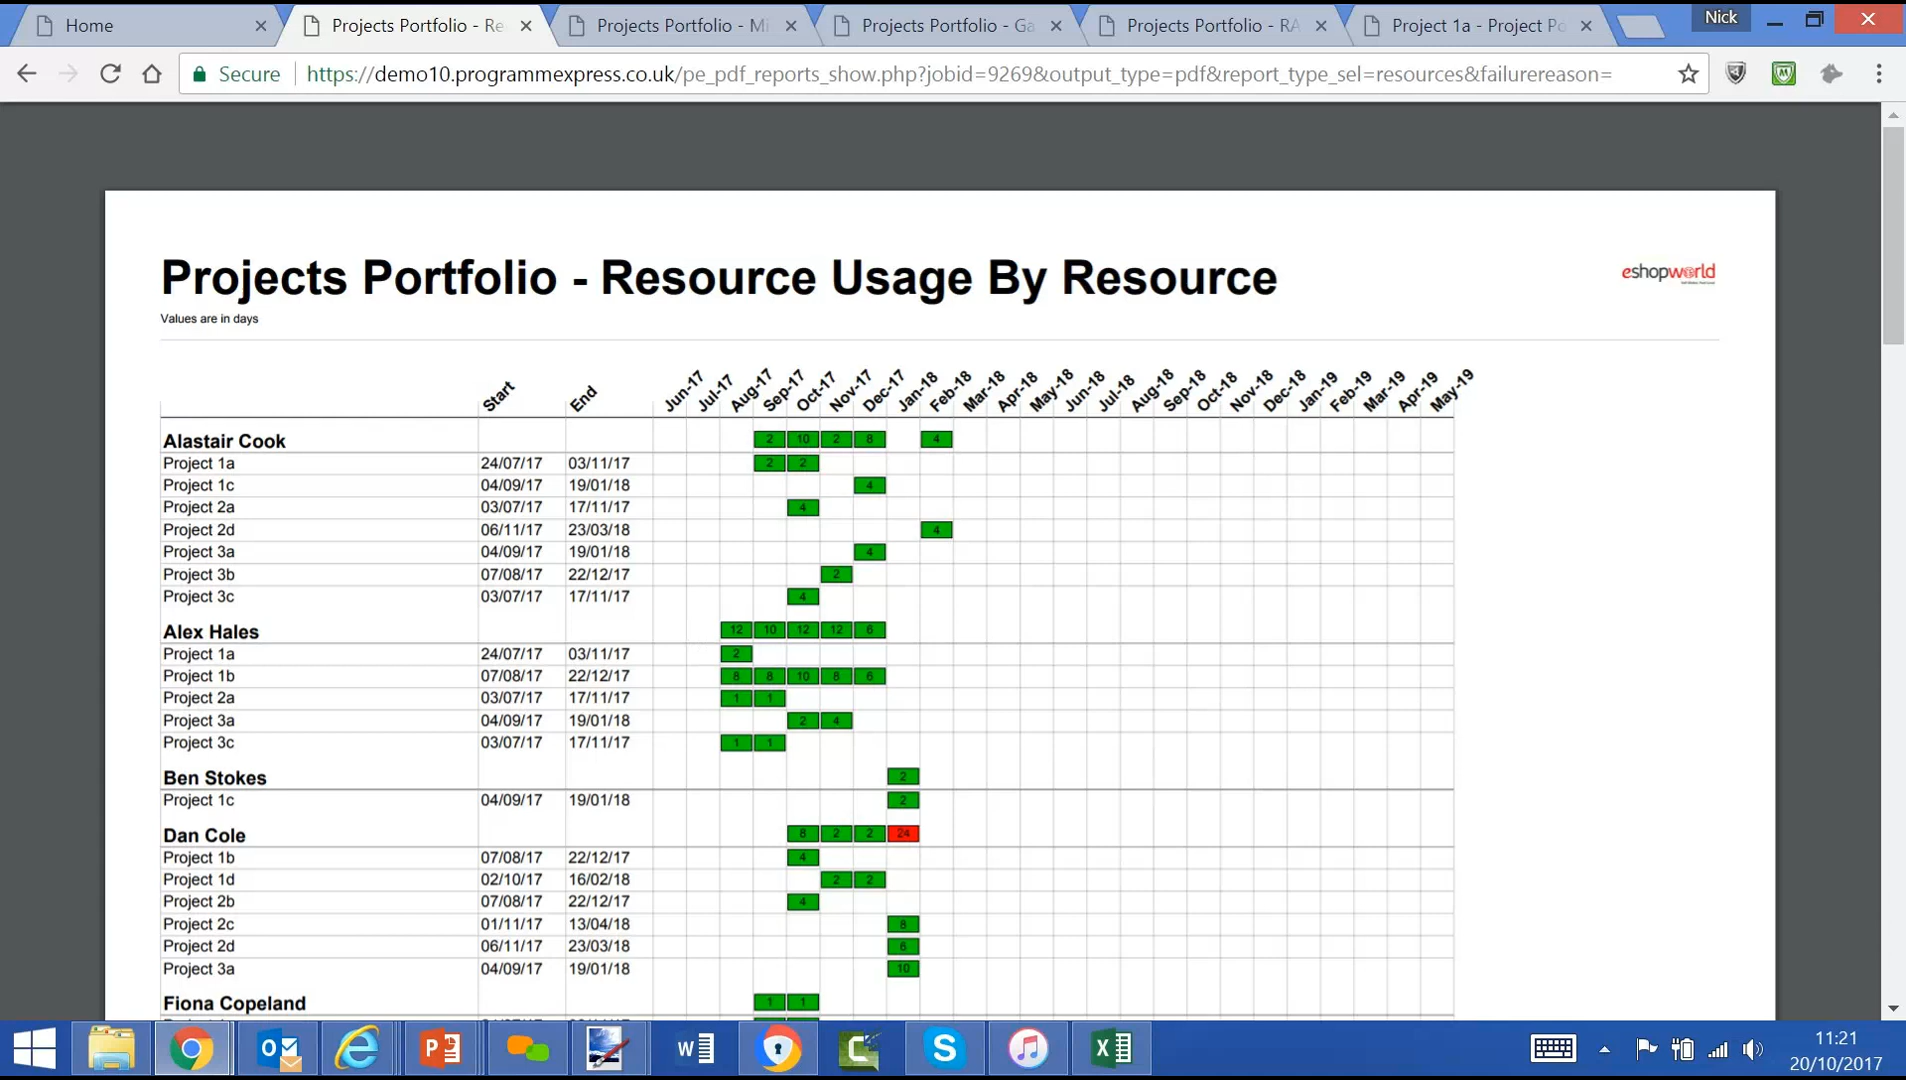 Nick
Home
Projects Portfolio - Re
Projects Portfolio - Mi
Projects Portfolio - Ga
Projects Portfolio - RA
Project 1a - Project Po
Secure
https://demo10.programmexpress.co.uk/pe_pdf_reports_show.php?jobid=9269&output_type=pdf&report_type_sel=resources&failurereason=
Projects Portfolio - Resource Usage By Resource
eshopworld
Values are in days
Start End Jun-17 Jul-17 Aug-17 Sep-17 Oct-17 Nov-17 Dec-17 Jan-18 Feb-18 Mar-18 Apr-18 May-18 Jun-18 Jul-18 Aug-18 Sep-18 Oct-18 Nov-18 Dec-18 Jan-19 Feb-19 Mar-19 Apr-19 May-19
Alastair Cook 2 10 2 8 4
Project 1a 24/07/17 03/11/17 2 2
Project 1c 04/09/17 19/01/18 4
Project 2a 03/07/17 17/11/17 4
Project 2d 06/11/17 23/03/18 4
Project 3a 04/09/17 19/01/18 4
Project 3b 07/08/17 22/12/17 2
Project 3c 03/07/17 17/11/17 4
Alex Hales 12 10 12 12 6
Project 1a 24/07/17 03/11/17 2
Project 1b 07/08/17 22/12/17 8 8 10 8 6
Project 2a 03/07/17 17/11/17 1 1
Project 3a 04/09/17 19/01/18 2 4
Project 3c 03/07/17 17/11/17 1 1
Ben Stokes 2
Project 1c 04/09/17 19/01/18 2
Dan Cole 8 2 2 24
Project 1b 07/08/17 22/12/17 4
Project 1d 02/10/17 16/02/18 2 2
Project 2b 07/08/17 22/12/17 4
Project 2c 01/11/17 13/04/18 8
Project 2d 06/11/17 23/03/18 6
Project 3a 04/09/17 19/01/18 10
Fiona Copeland 1 1
11:21
20/10/2017